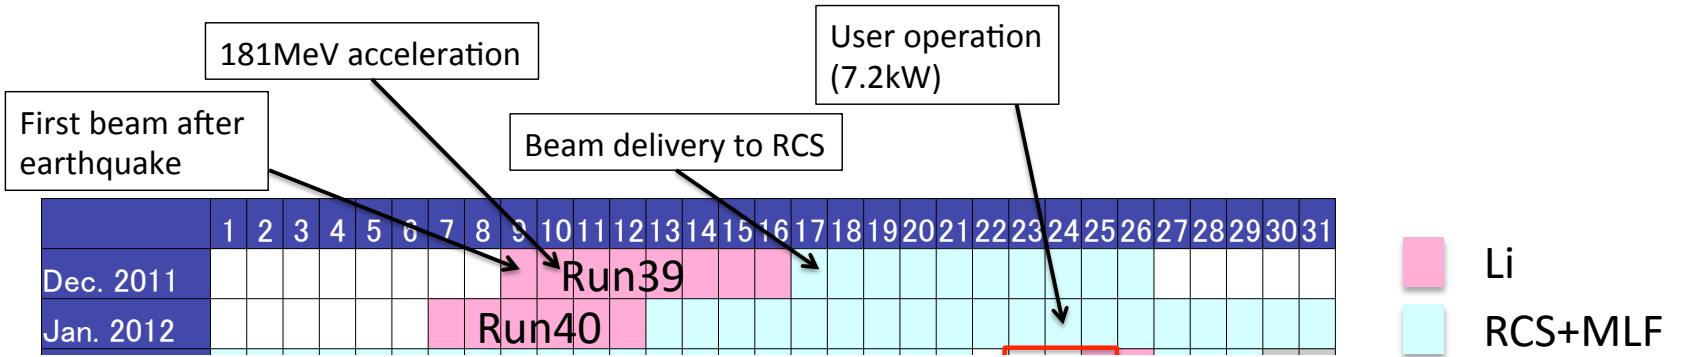 181MeV acceleration
User operation
(7.2kW)
First beam after
earthquake
Beam delivery to RCS
1 2 3 4 5 6 7 8 9 10 11 12 13 14 15 16 17 18 19 20 21 22 23 24 25 26 27 28 29 30 31
Dec. 2011 Run39
Jan. 2012 Run40
Li
RCS+MLF